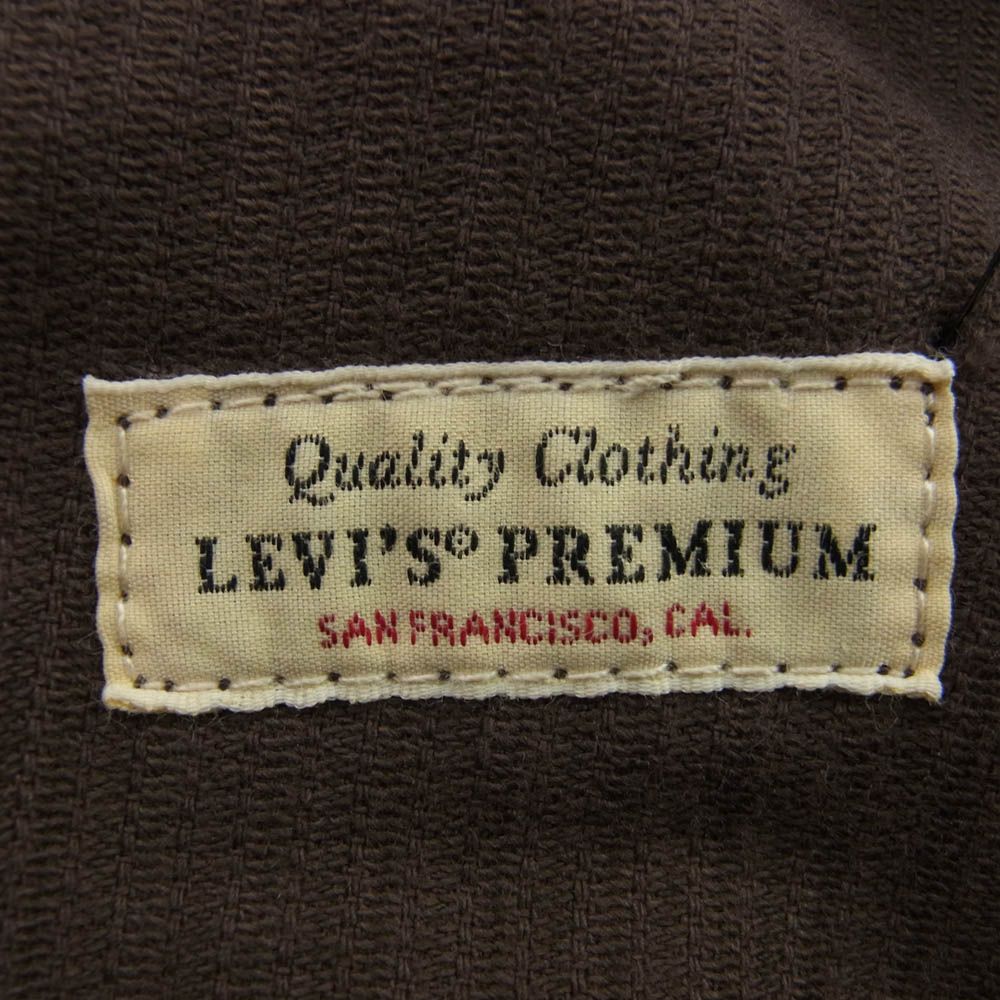 Quality Clothing
LEVI'S® PREMIUM
SAN FRANCISCO, CAL.